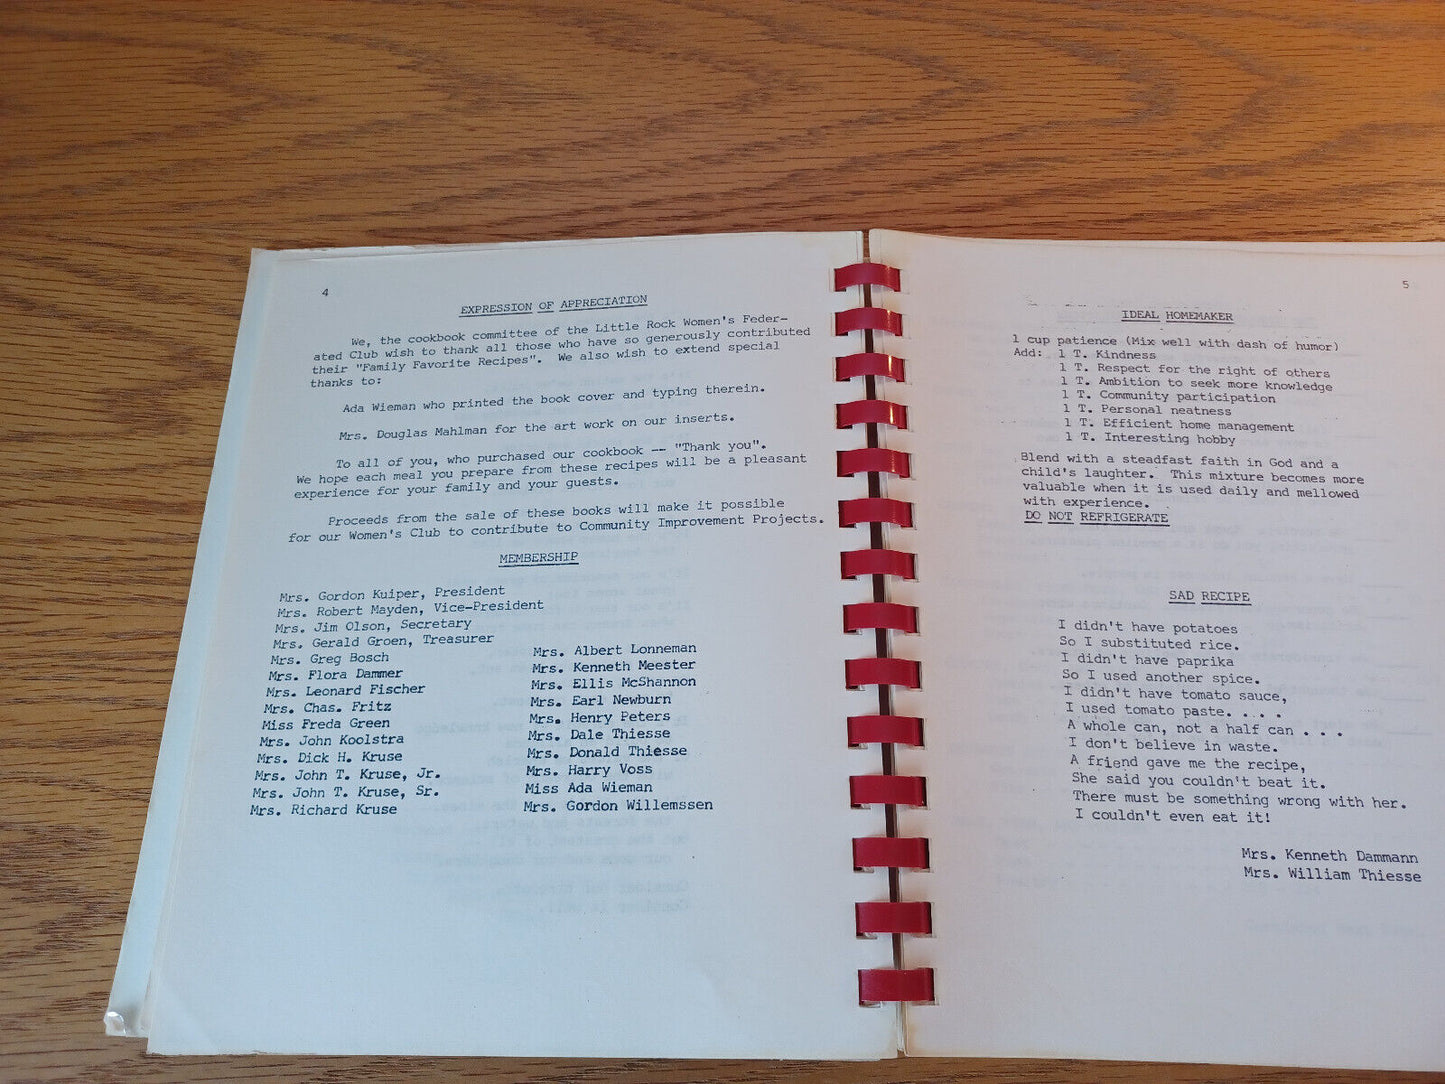 4
EXPRESSION OF APPRECIATION
We, the cookbook committee of the Little Rock Women's Feder-
ated Club wish to thank all those who have so generously contributed
their "Family Favorite Recipes". We also wish to extend special
thanks to:
Ada Wieman who printed the book cover and typing therein.
Mrs. Douglas Mahlman for the art work on our inserts.
To all of you, who purchased our cookbook -- "Thank you".
We hope each meal you prepare from these recipes will be a pleasant
experience for your family and your guests.
Proceeds from the sale of these books will make it possible
for our Women's Club to contribute to Community Improvement Projects.
MEMBERSHIP
Mrs. Gordon Kuiper, President
Mrs. Robert Mayden, Vice-President
Mrs. Jim Olson, Secretary
Mrs. Gerald Groen, Treasurer
Mrs. Greg Bosch
Mrs. Flora Dammer
Mrs. Leonard Fischer
Mrs. Chas. Fritz
Miss Freda Green
Mrs. John Koolstra
Mrs. Dick H. Kruse
Mrs. John T. Kruse, Jr.
Mrs. John T. Kruse, Sr.
Mrs. Richard Kruse
Mrs. Albert Lonneman
Mrs. Kenneth Meester
Mrs. Ellis McShannon
Mrs. Earl Newburn
Mrs. Henry Peters
Mrs. Dale Thiesse
Mrs. Donald Thiesse
Mrs. Harry Voss
Miss Ada Wieman
Mrs. Gordon Willemssen
5
IDEAL HOMEMAKER
1 cup patience (Mix well with dash of humor)
Add: 1 T. Kindness
1 T. Respect for the right of others
1 T. Ambition to seek more knowledge
1 T. Community participation
1 T. Personal neatness
1 T. Efficient home management
1 T. Interesting hobby
Blend with a steadfast faith in God and a
child's laughter. This mixture becomes more
valuable when it is used daily and mellowed
with experience.
DO NOT REFRIGERATE
SAD RECIPE
I didn't have potatoes
So I substituted rice.
I didn't have paprika
So I used another spice.
I didn't have tomato sauce,
I used tomato paste. . . .
A whole can, not a half can . . .
I don't believe in waste.
A friend gave me the recipe,
She said you couldn't beat it.
There must be something wrong with her.
I couldn't even eat it!
Mrs. Kenneth Dammann
Mrs. William Thiesse